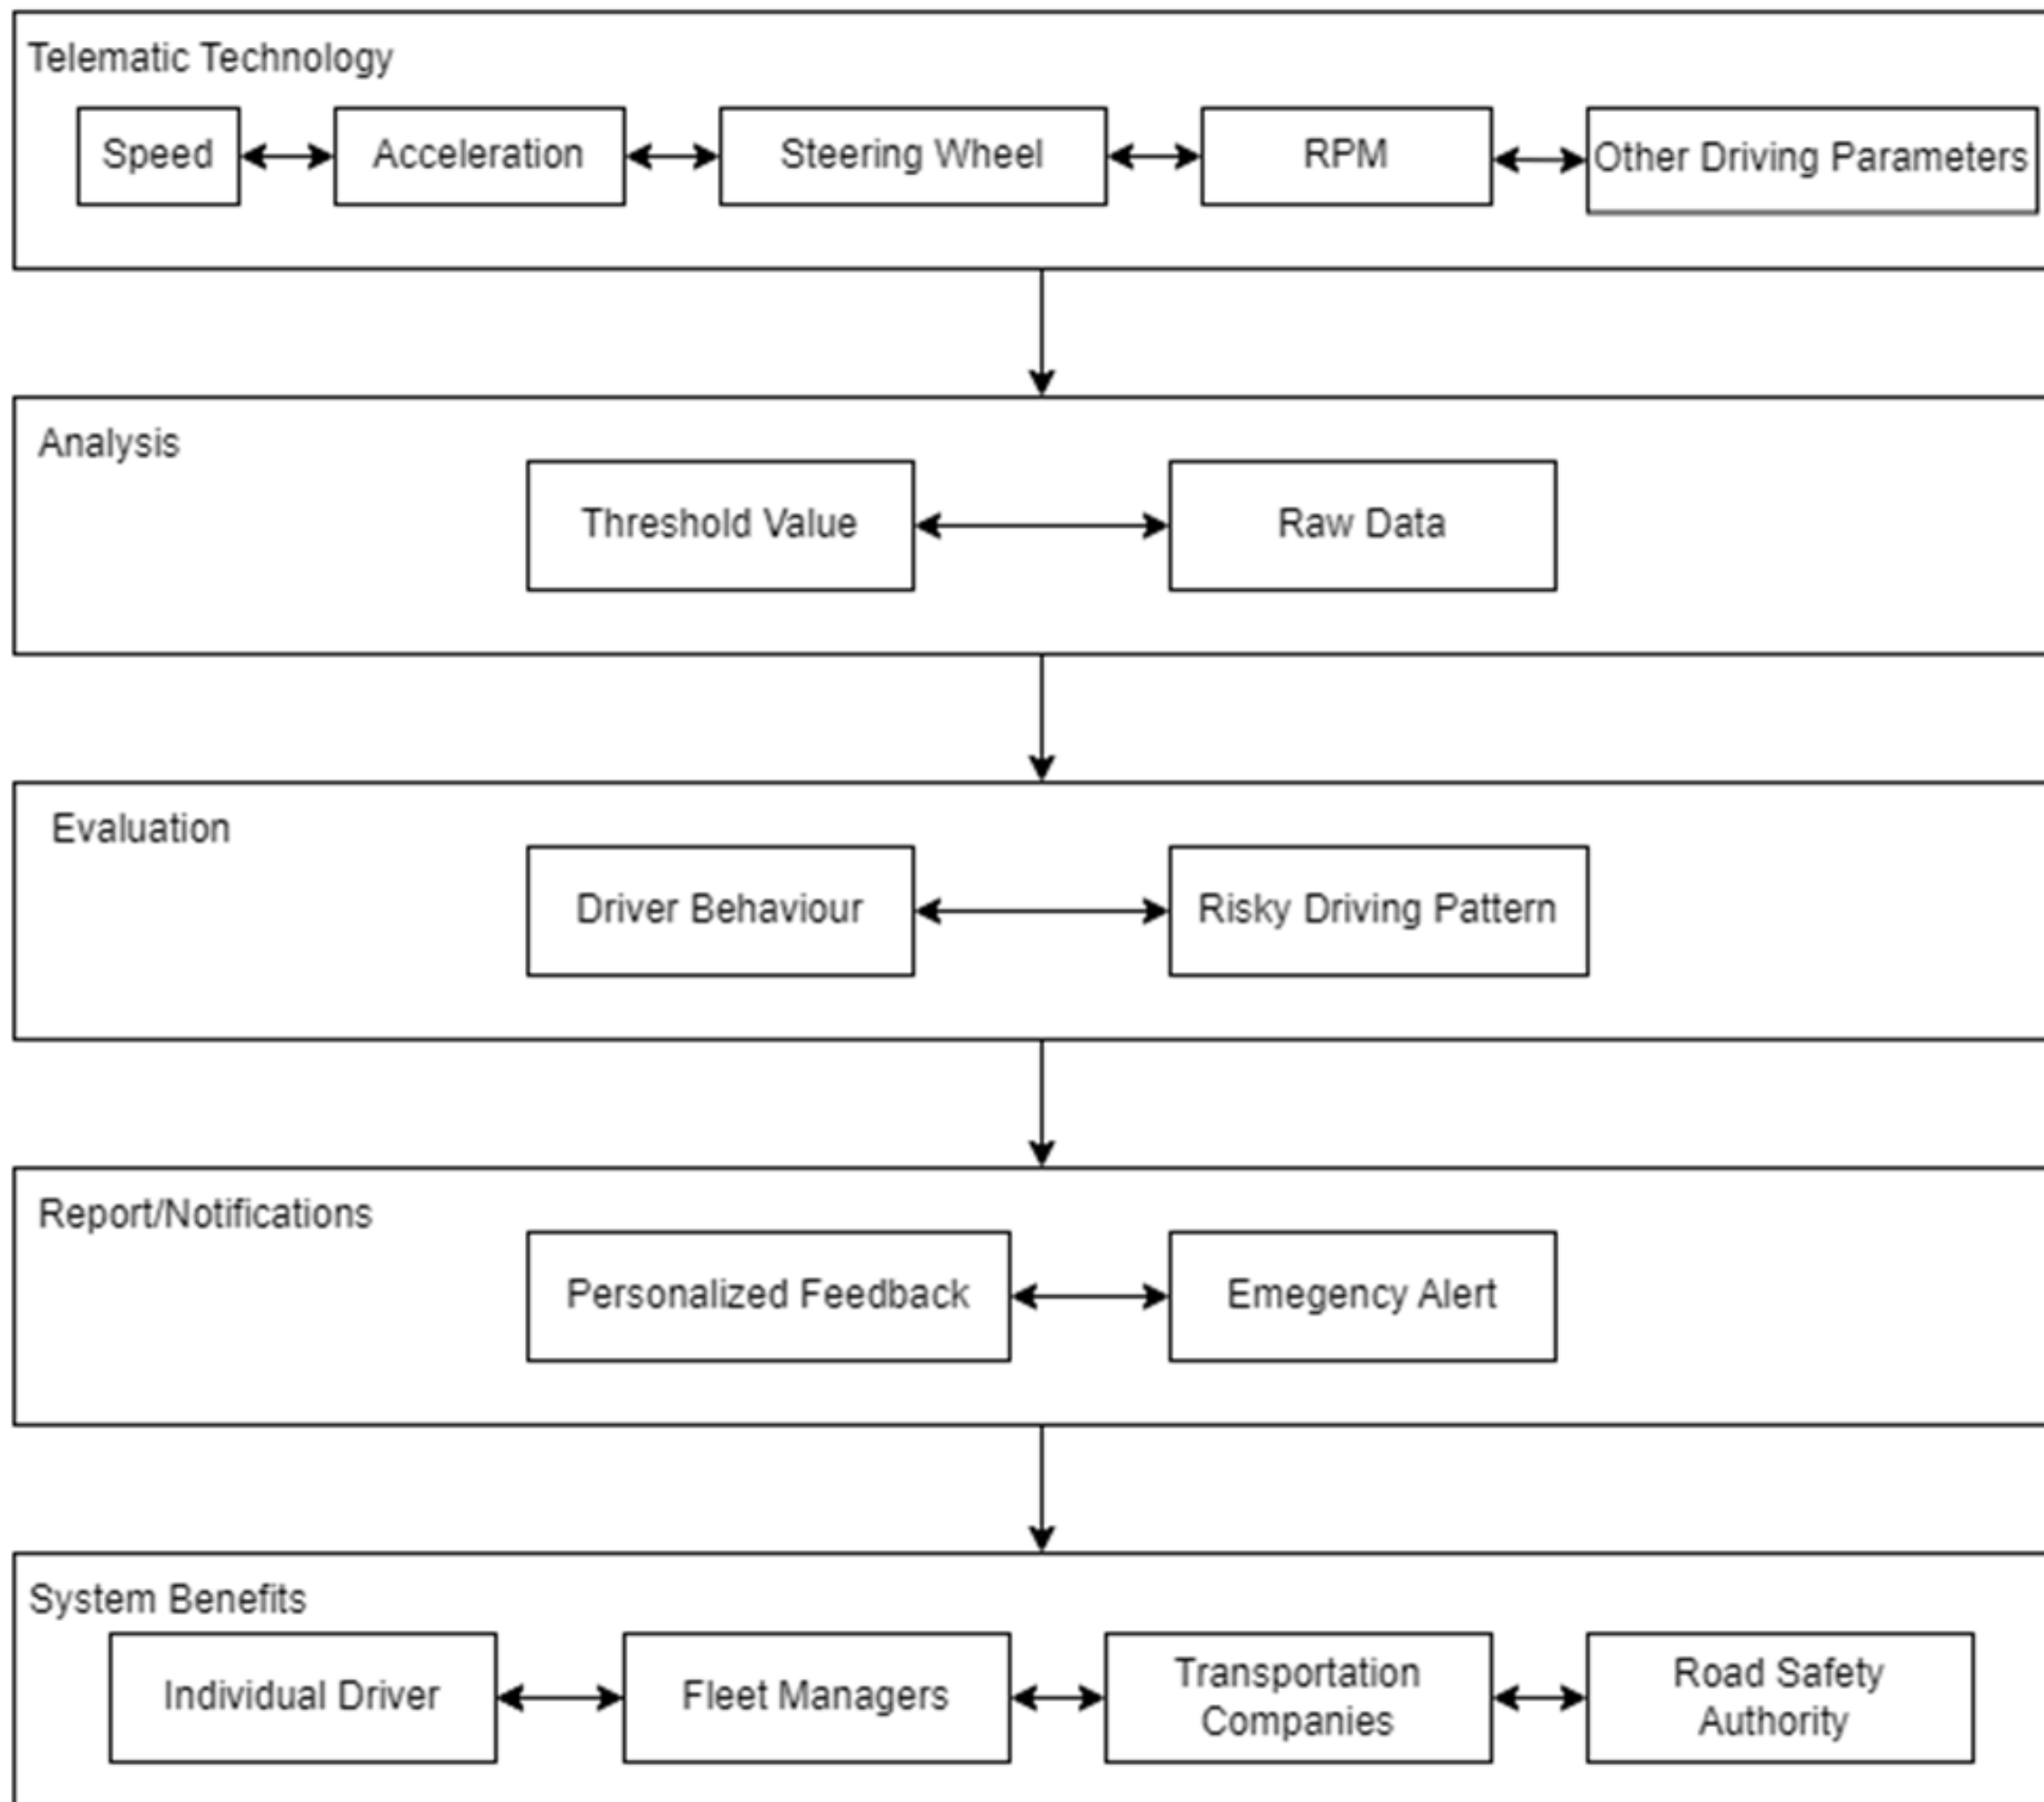 Telematic Technology
Speed
Acceleration
Steering Wheel
RPM
Other Driving Parameters
Analysis
Threshold Value
Raw Data
Evaluation
Driver Behaviour
Risky Driving Pattern
Report/Notifications
Personalized Feedback
Emegency Alert
System Benefits
Individual Driver
Fleet Managers
Transportation
Companies
Road Safety
Authority